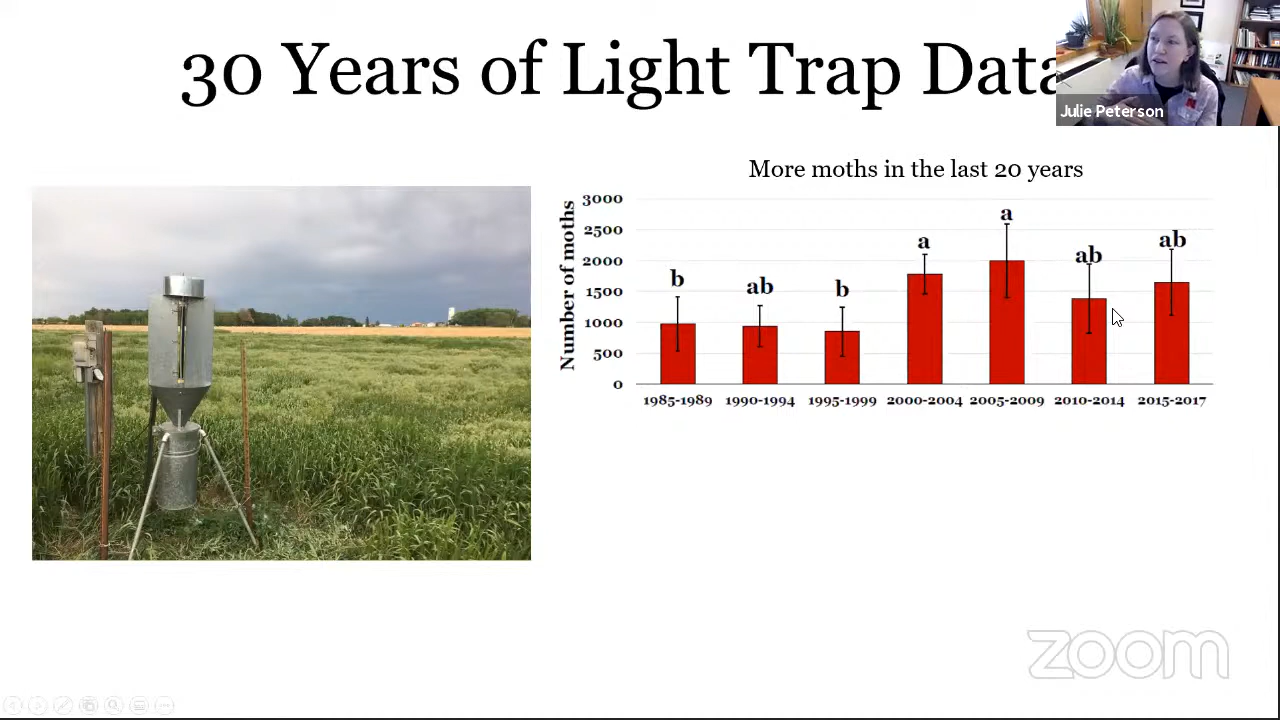 30 Years of Light Trap Data
Julie Peterson
More moths in the last 20 years
Number of moths
3000
2500
2000
1500
1000
500
0
b
ab
b
a
a
ab
ab
1985-1989
1990-1994
1995-1999
2000-2004
2005-2009
2010-2014
2015-2017
zoom